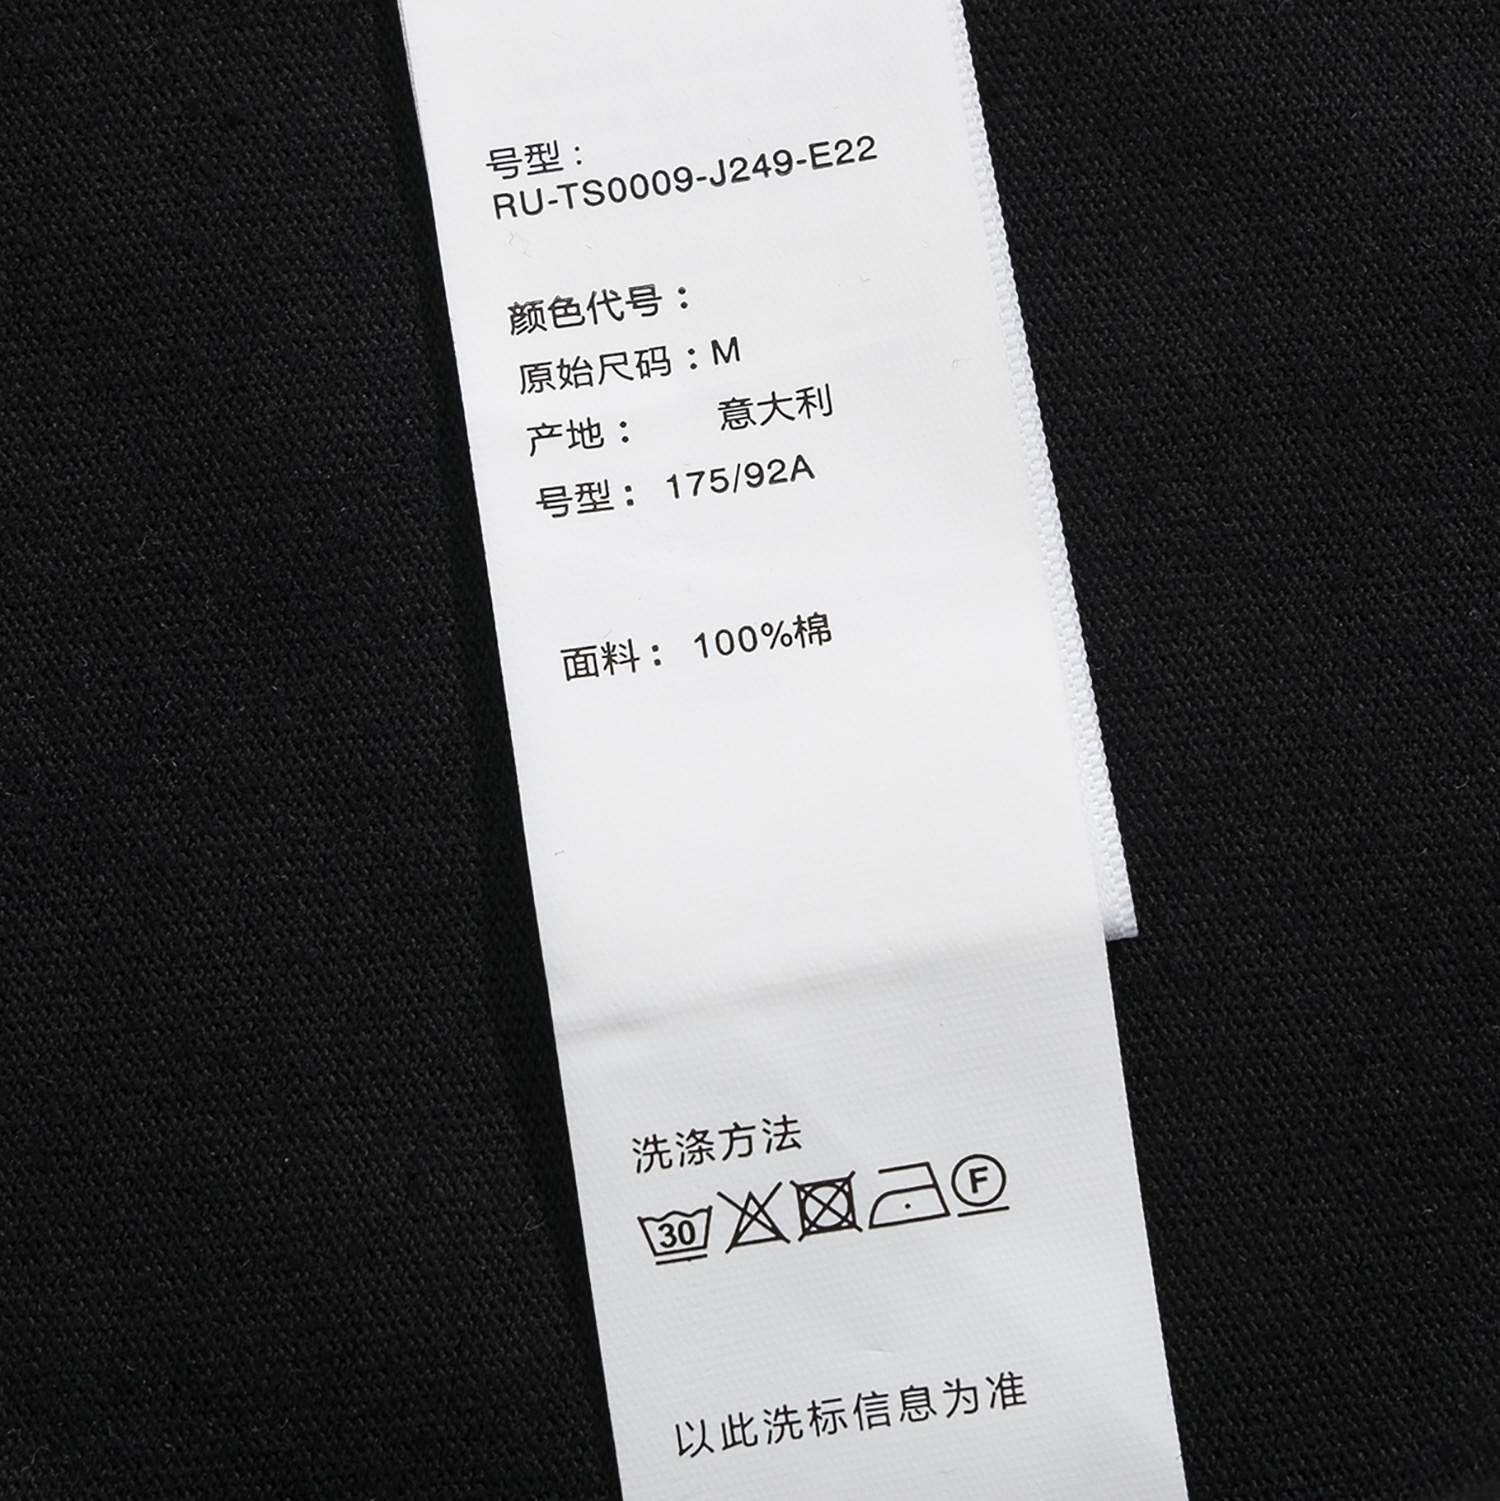 号型：
RU-TS0009-J249-E22
颜色代号：
原始尺码：M
产地： 意大利
号型： 175/92A
面料： 100%棉
洗涤方法
30 F
以此洗标信息为准